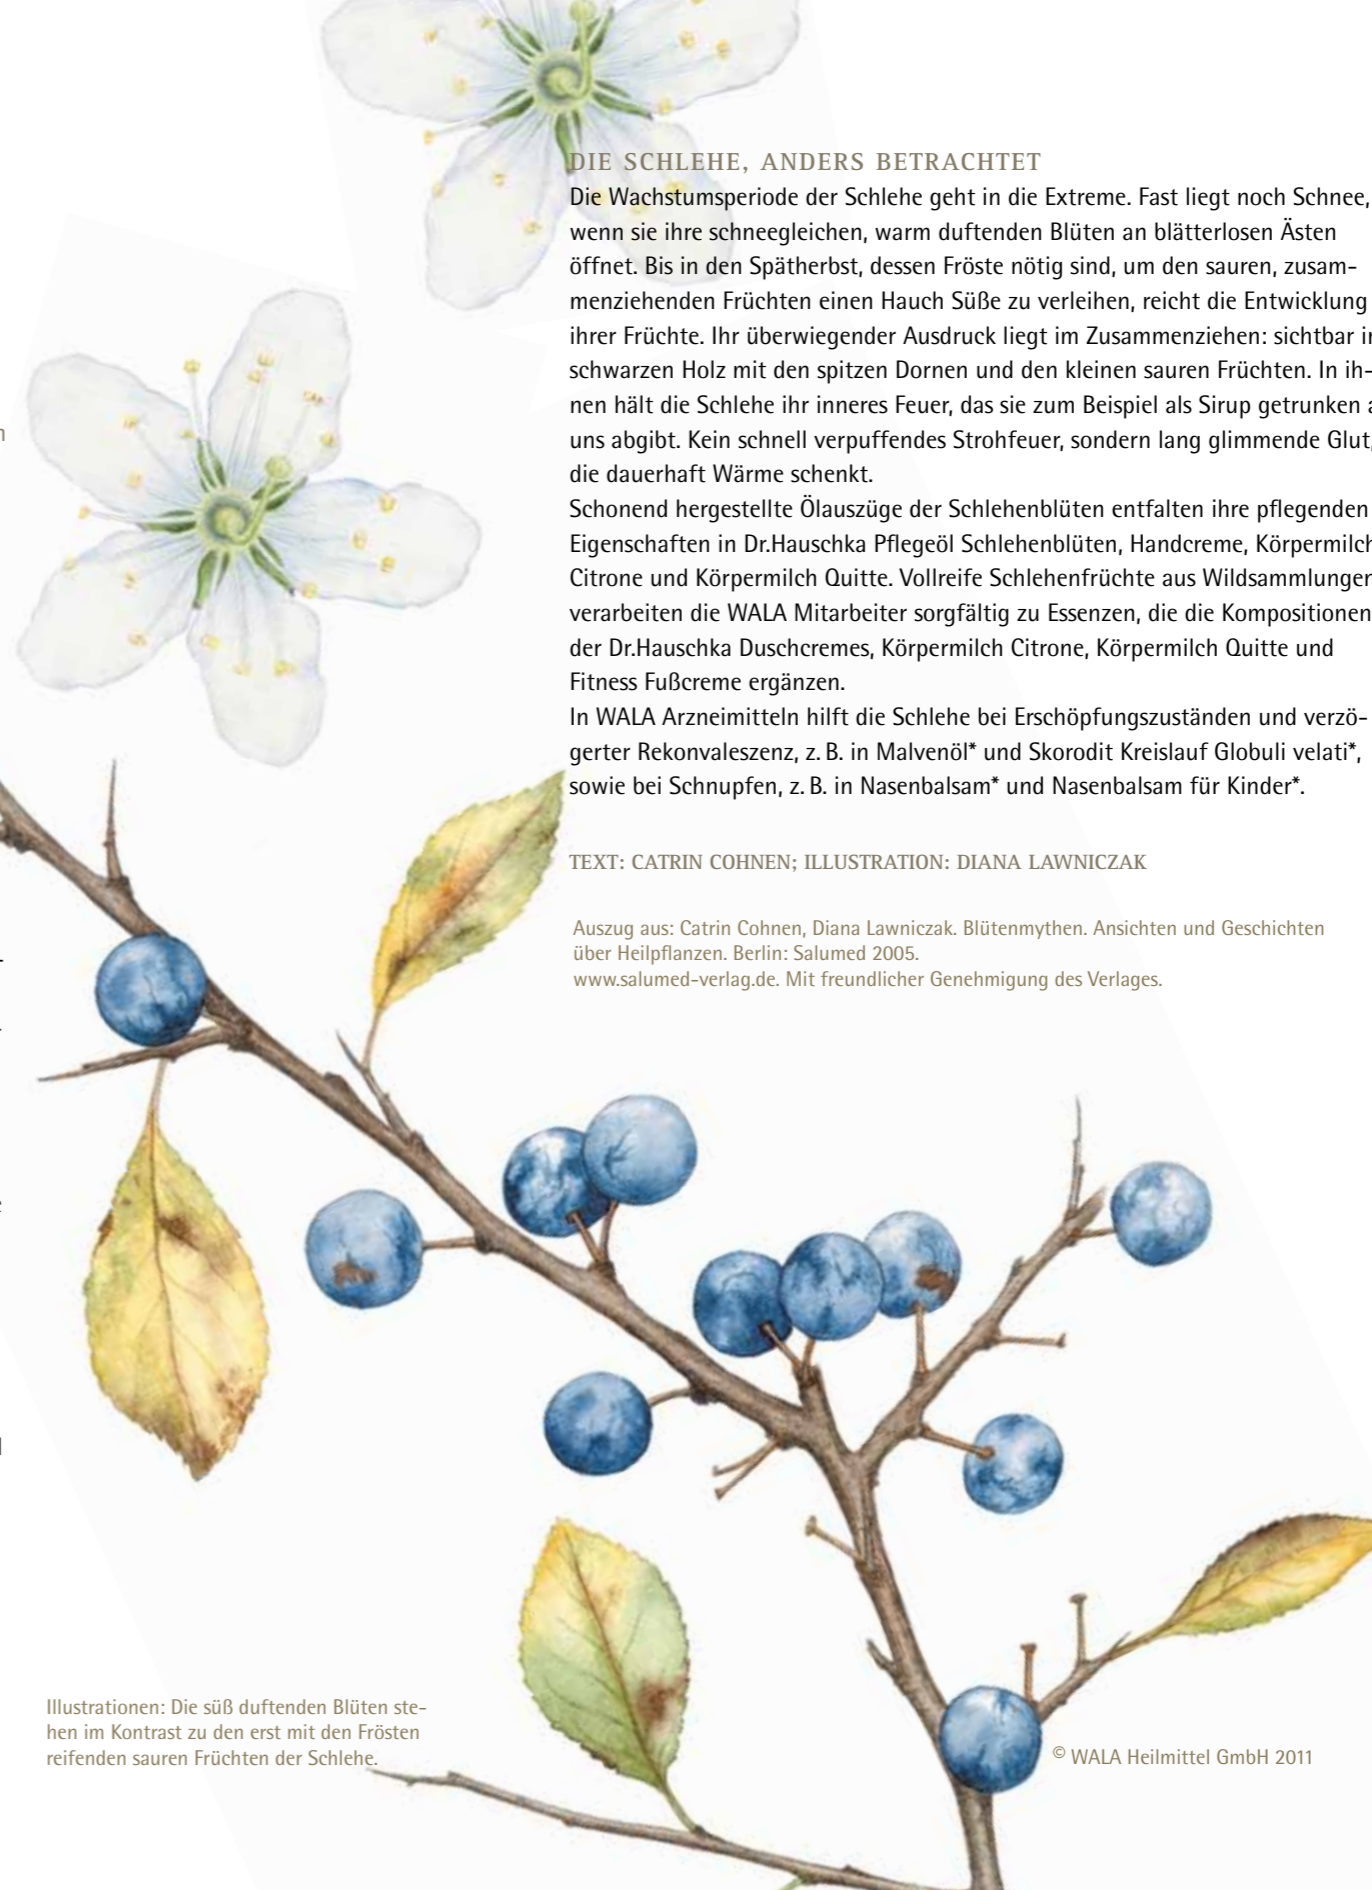 DIE SCHLEHE, ANDERS BETRACHTET
Die Wachstumsperiode der Schlehe geht in die Extreme. Fast liegt noch Schnee,
wenn sie ihre schneegleichen, warm duftenden Blüten an blätterlosen Ästen
öffnet. Bis in den Spätherbst, dessen Fröste nötig sind, um den sauren, zusam-
menziehenden Früchten einen Hauch Süße zu verleihen, reicht die Entwicklung
ihrer Früchte. Ihr überwiegender Ausdruck liegt im Zusammenziehen: sichtbar
schwarzen Holz mit den spitzen Dornen und den kleinen sauren Früchten. In ih-
nen hält die Schlehe ihr inneres Feuer, das sie zum Beispiel als Sirup getrunken
uns abgibt. Kein schnell verpuffendes Strohfeuer, sondern lang glimmende Glut,
die dauerhaft Wärme schenkt.
Schonend hergestellte Ölauszüge der Schlehenblüten entfalten ihre pflegenden
Eigenschaften in Dr.Hauschka Pflegeöl Schlehenblüten, Handcreme, Körpermilch
Citrone und Körpermilch Quitte. Vollreife Schlehenfrüchte aus Wildsammlungen
verarbeiten die WALA Mitarbeiter sorgfältig zu Essenzen, die die Kompositionen
der Dr.Hauschka Duschcremes, Körpermilch Citrone, Körpermilch Quitte und
Fitness Fußcreme ergänzen.
In WALA Arzneimitteln hilft die Schlehe bei Erschöpfungszuständen und verzö-
gerter Rekonvaleszenz, z. B. in Malvenöl* und Skorodit Kreislauf Globuli velati*,
sowie bei Schnupfen, z. B. in Nasenbalsam* und Nasenbalsam für Kinder*.
TEXT: CATRIN COHNEN; ILLUSTRATION: DIANA LAWNICZAK
Auszug aus: Catrin Cohnen, Diana Lawniczak. Blütenmythen. Ansichten und Geschichten
über Heilpflanzen. Berlin: Salumed 2005.
www.salumed-verlag.de. Mit freundlicher Genehmigung des Verlages.
Illustrationen: Die süß duftenden Blüten ste-
hen im Kontrast zu den erst mit den Frösten
reifenden sauren Früchten der Schlehe.
© WALA Heilmittel GmbH 2011